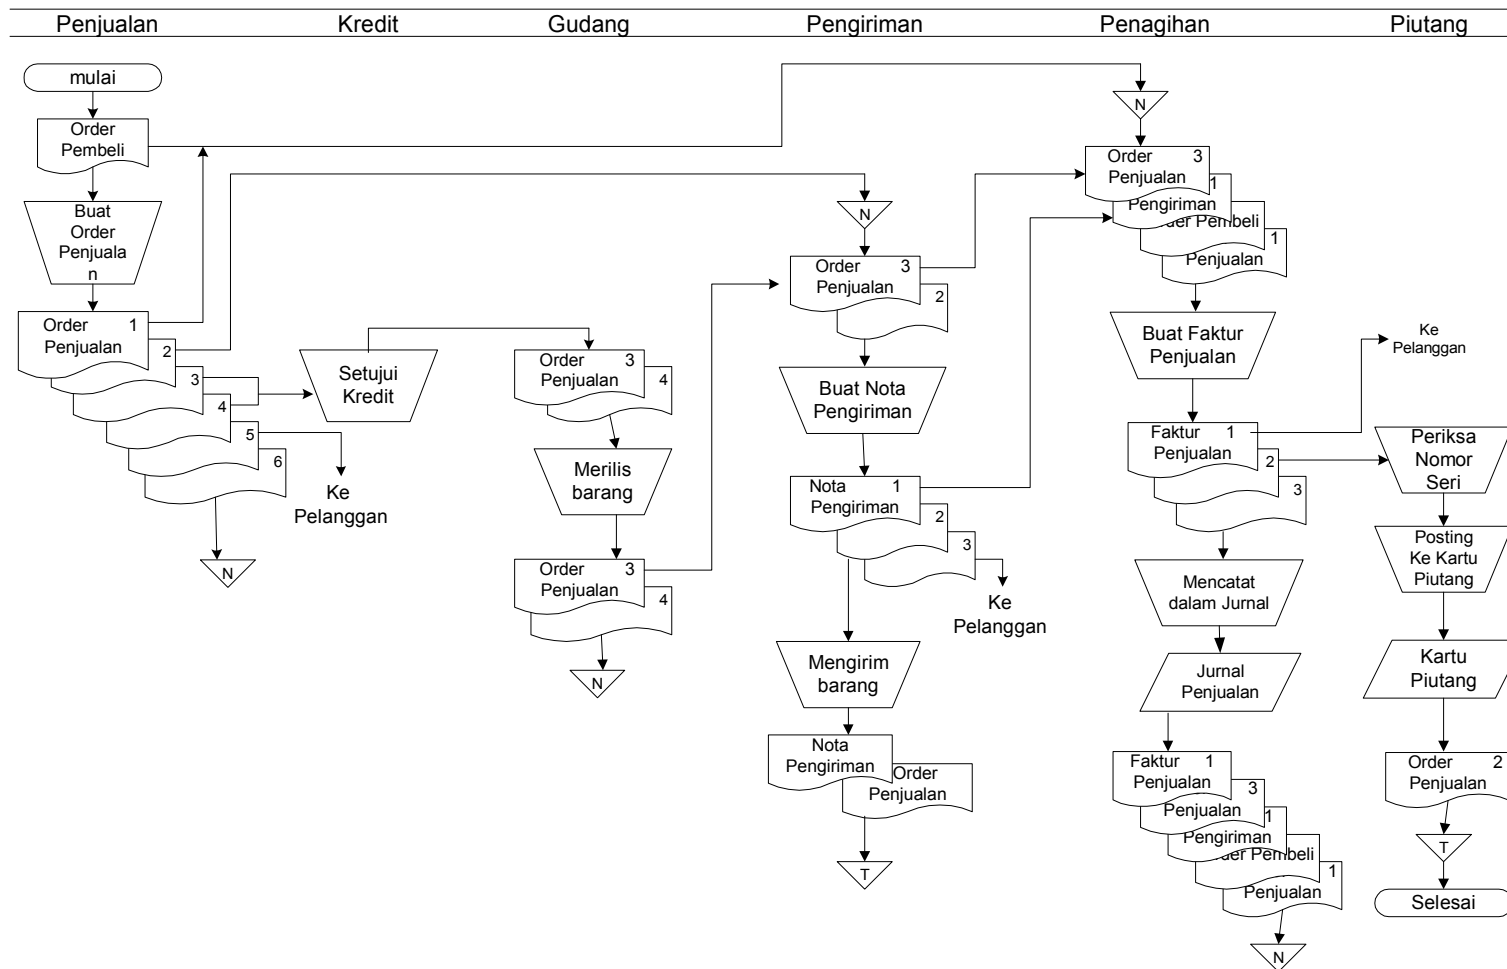 Penjualan
Kredit
Gudang
Pengiriman
Penagihan
Piutang
mulai
Order
Pembeli
Buat
Order
Penjuala
n
Order 1
Penjualan
2
3
4
5
6
Ke
Pelanggan
N
Setujui
Kredit
Order 3
Penjualan
4
Merilis
barang
Order 3
Penjualan
4
N
N
Order 3
Penjualan
2
Buat Nota
Pengiriman
Nota 1
Pengiriman
2
3
Ke
Pelanggan
Mengirim
barang
Nota
Pengiriman
Order
Penjualan
T
N
Order 3
Penjualan
1
Pengiriman
Pembeli
1
Penjualan
Buat Faktur
Penjualan
Faktur 1
Penjualan
2
3
Mencatat
dalam Jurnal
Jurnal
Penjualan
Faktur 1
Penjualan
3
Penjualan
1
Pengiriman
Pembeli
1
Penjualan
N
Ke
Pelanggan
Periksa
Nomor
Seri
Posting
Ke Kartu
Piutang
Kartu
Piutang
Order 2
Penjualan
T
Selesai